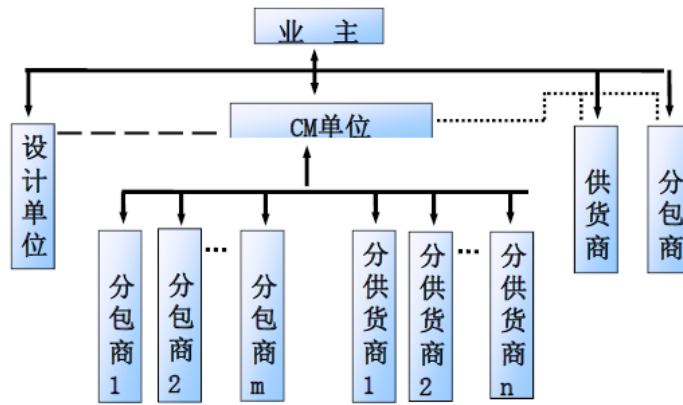 业 主
CM单位
设计单位
供货商
分包商
分包商1
分包商2
…
分包商m
分供货商1
分供货商2
…
分供货商n